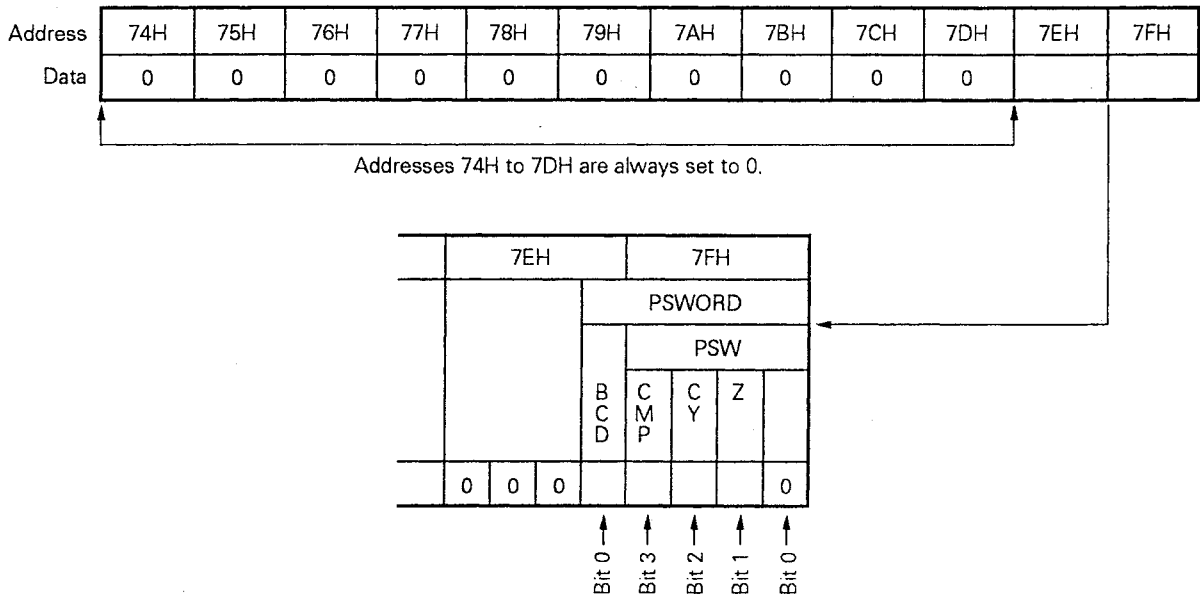 Address 74H 75H 76H 77H 78H 79H 7AH 7BH 7CH 7DH 7EH 7FH
Data 0 0 0 0 0 0 0 0 0 0
Addresses 74H to 7DH are always set to 0.
7EH 7FH
PSWORD
PSW
BCD CMP CY Z
0 0 0 0
Bit 0 Bit 3 Bit 2 Bit 1 Bit 0